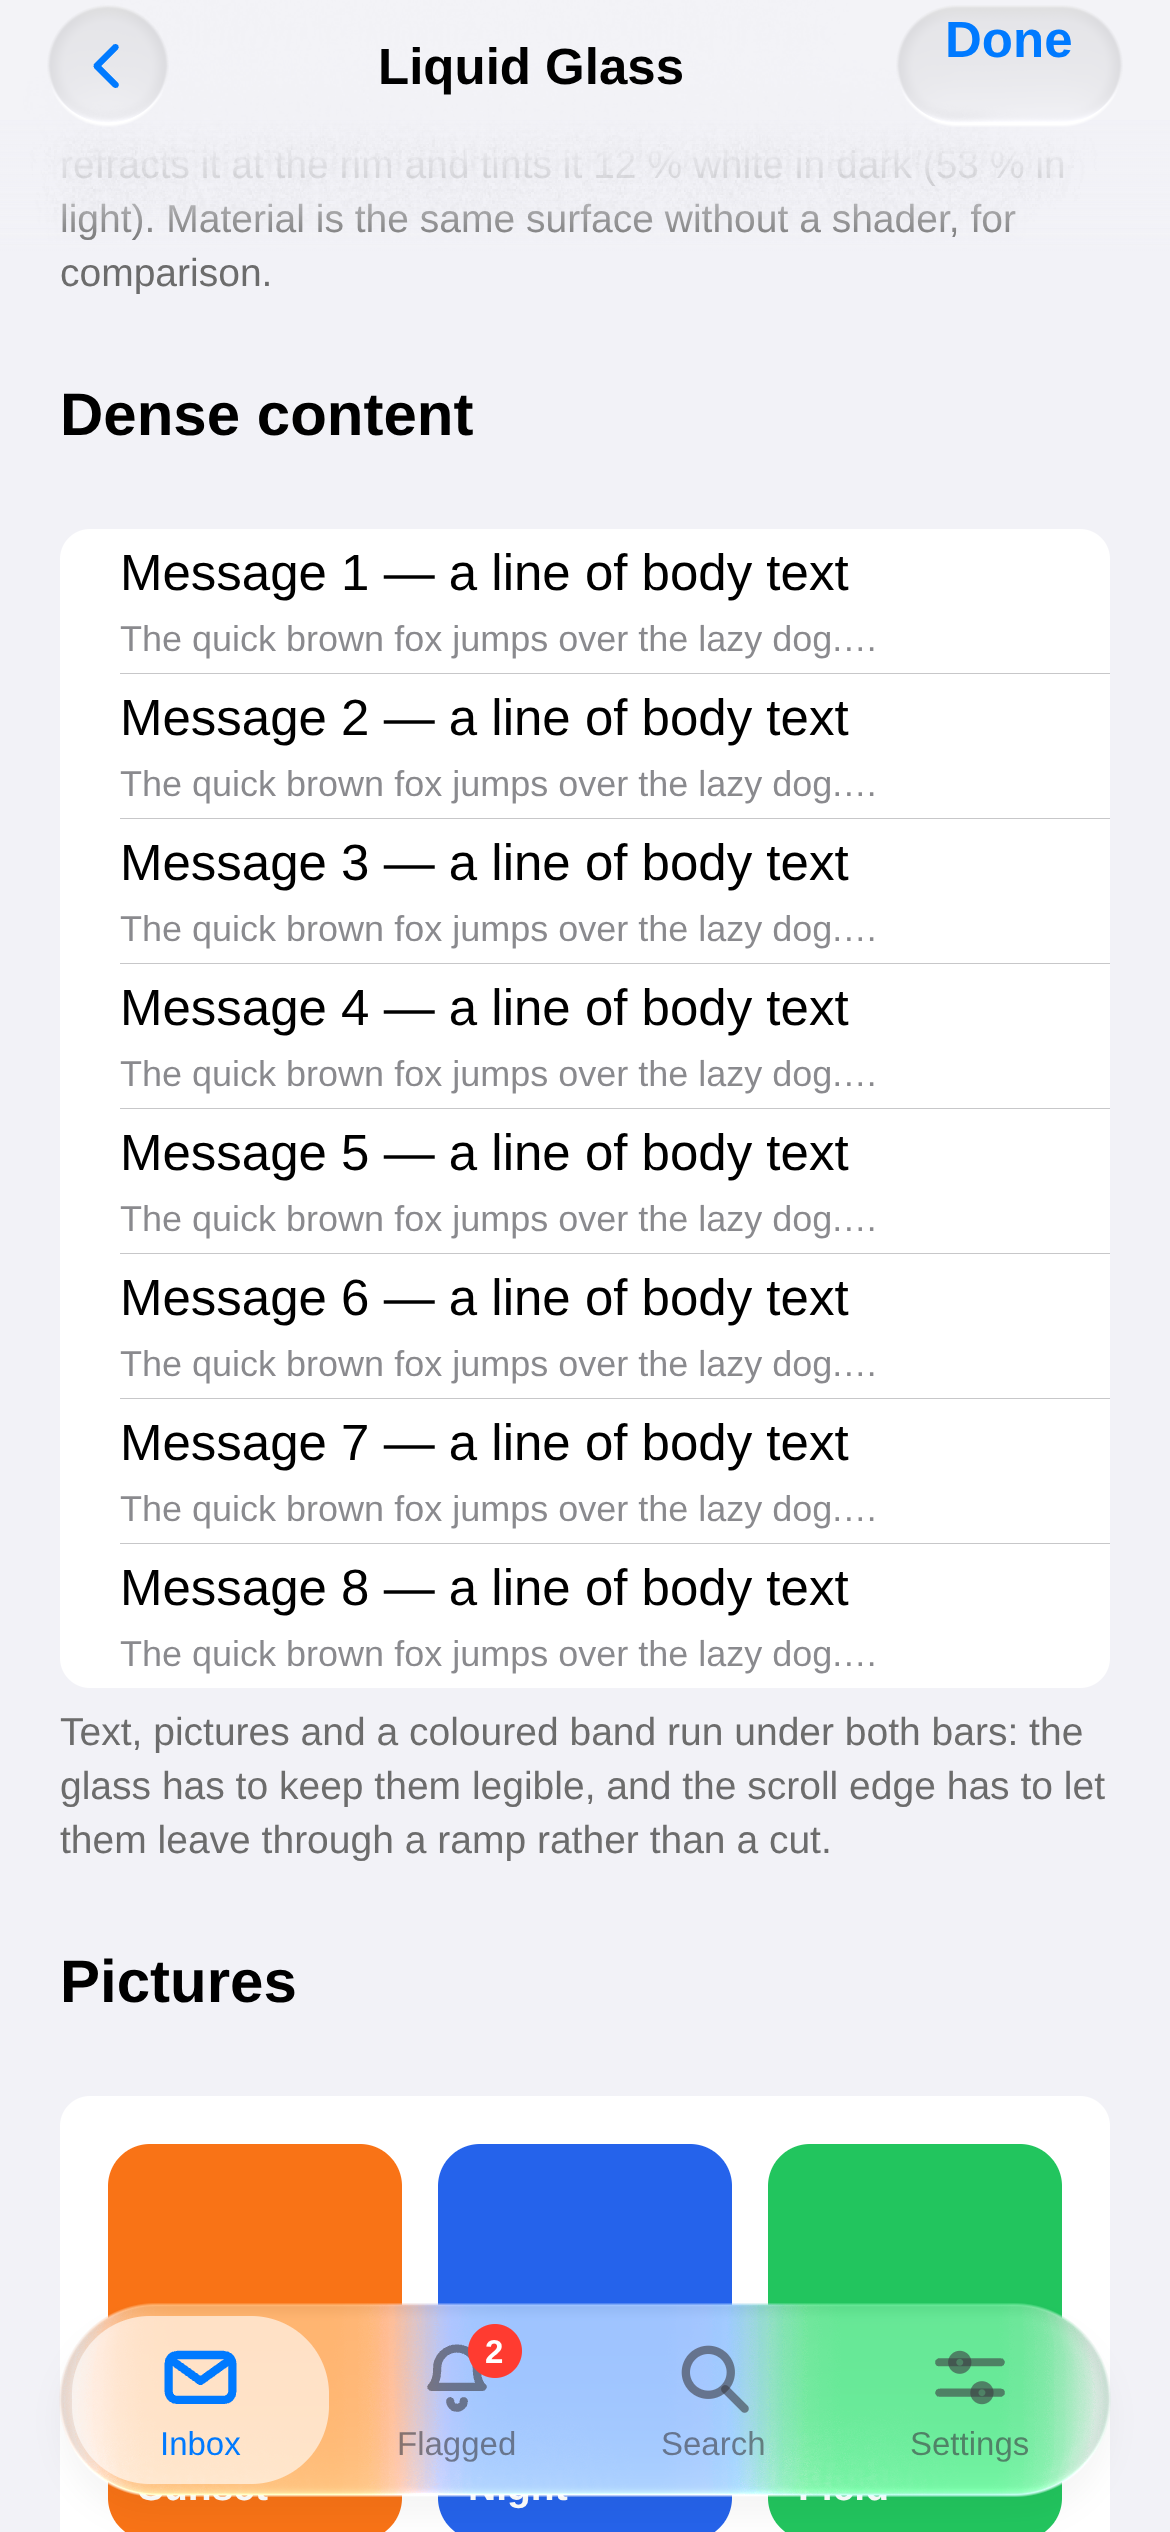 Liquid Glass
Done
refracts it at the rim and tints it 12 % white in dark (53 % in
light). Material is the same surface without a shader, for
comparison.
Dense content
Message 1 — a line of body text
The quick brown fox jumps over the lazy dog.…
Message 2 — a line of body text
The quick brown fox jumps over the lazy dog.…
Message 3 — a line of body text
The quick brown fox jumps over the lazy dog.…
Message 4 — a line of body text
The quick brown fox jumps over the lazy dog.…
Message 5 — a line of body text
The quick brown fox jumps over the lazy dog.…
Message 6 — a line of body text
The quick brown fox jumps over the lazy dog.…
Message 7 — a line of body text
The quick brown fox jumps over the lazy dog.…
Message 8 — a line of body text
The quick brown fox jumps over the lazy dog.…
Text, pictures and a coloured band run under both bars: the
glass has to keep them legible, and the scroll edge has to let
them leave through a ramp rather than a cut.
Pictures
2
Inbox
Flagged
Search
Settings
Sunset
Night
Field